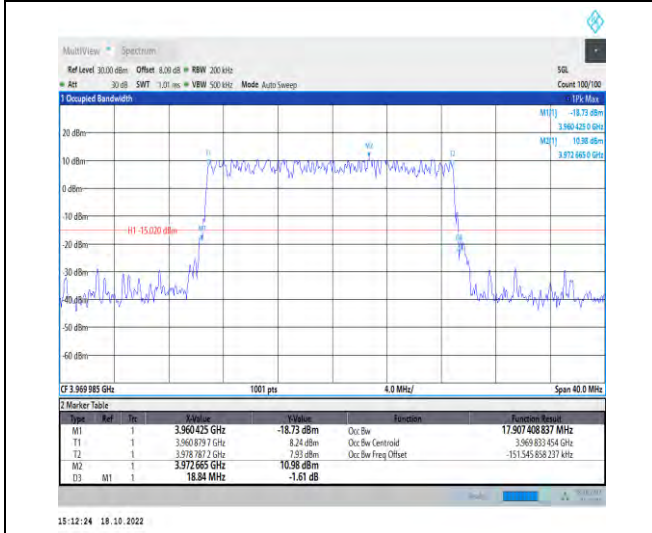 MultiView Spectrum
Ref Level 30.00 dBm Offset 8.00 dB RBW 200 kHz SGL
Att 30 dB SWT 1.01 ms VBW 500 kHz Mode Auto Sweep Count 100/100
1 Occupied Bandwidth 1Pk Max
M1[1] -18.73 dBm
3.960 425 0 GHz
M2[1] 10.98 dBm
3.972 665 0 GHz
20 dBm
T1 M2 T2
10 dBm
0 dBm
-10 dBm
H1 -15.020 dBm M1
-20 dBm
-30 dBm
-40 dBm
-50 dBm
-60 dBm
CF 3.969 985 GHz 1001 pts 4.0 MHz/ Span 40.0 MHz
2 Marker Table
Type Ref Trc X-Value Y-Value Function Function Result
M1 1 3.960 425 GHz -18.73 dBm Occ Bw 17.907 408 837 MHz
T1 1 3.960 879 7 GHz 8.24 dBm Occ Bw Centroid 3.969 833 454 GHz
T2 1 3.978 787 2 GHz 7.93 dBm Occ Bw Freq Offset -151.545 858 237 kHz
M2 1 3.972 665 GHz 10.98 dBm
D3 M1 1 18.84 MHz -1.61 dB
15:12:24 18.10.2022